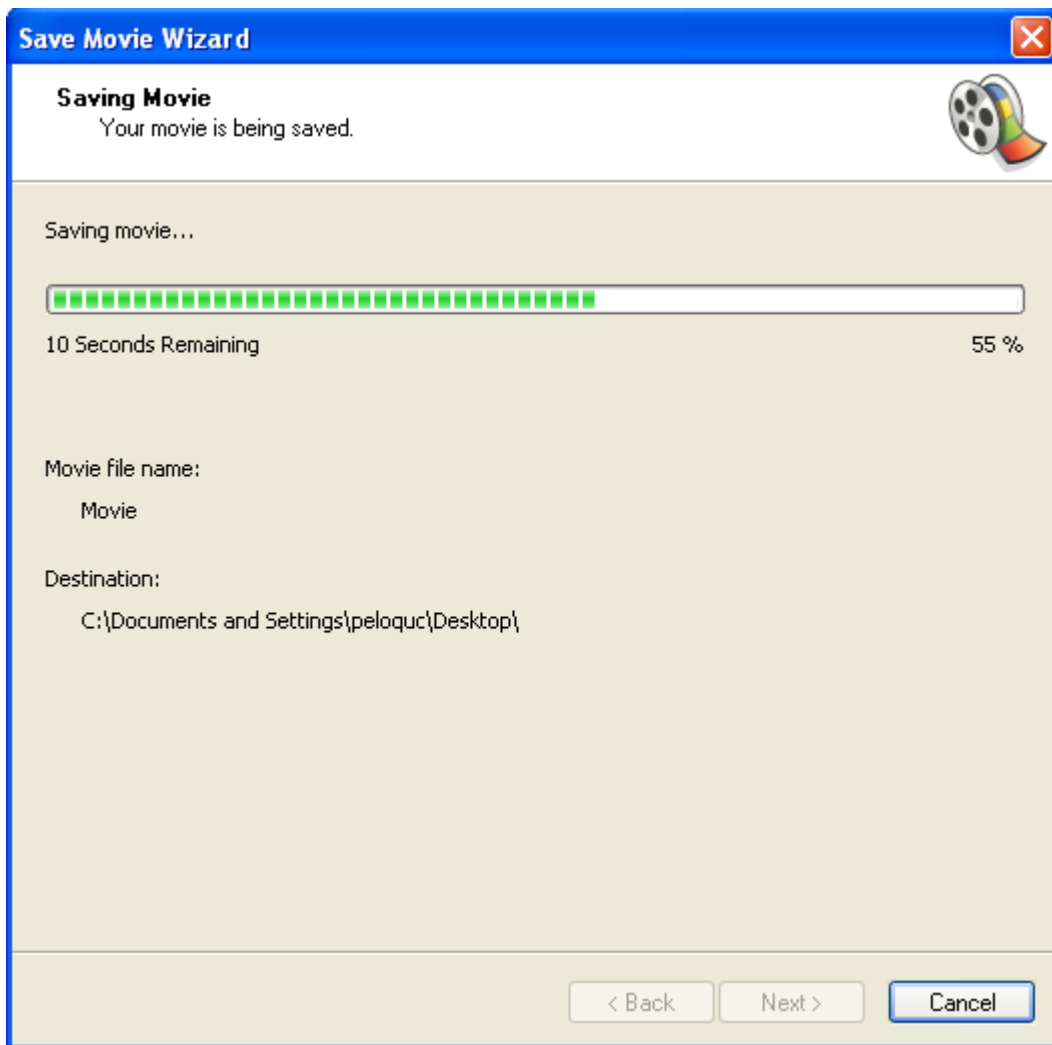 Save Movie Wizard
Saving Movie
Your movie is being saved.
Saving movie...
10 Seconds Remaining 55 %
Movie file name:
Movie
Destination:
C:\Documents and Settings\peloquc\Desktop\
< Back Next > Cancel